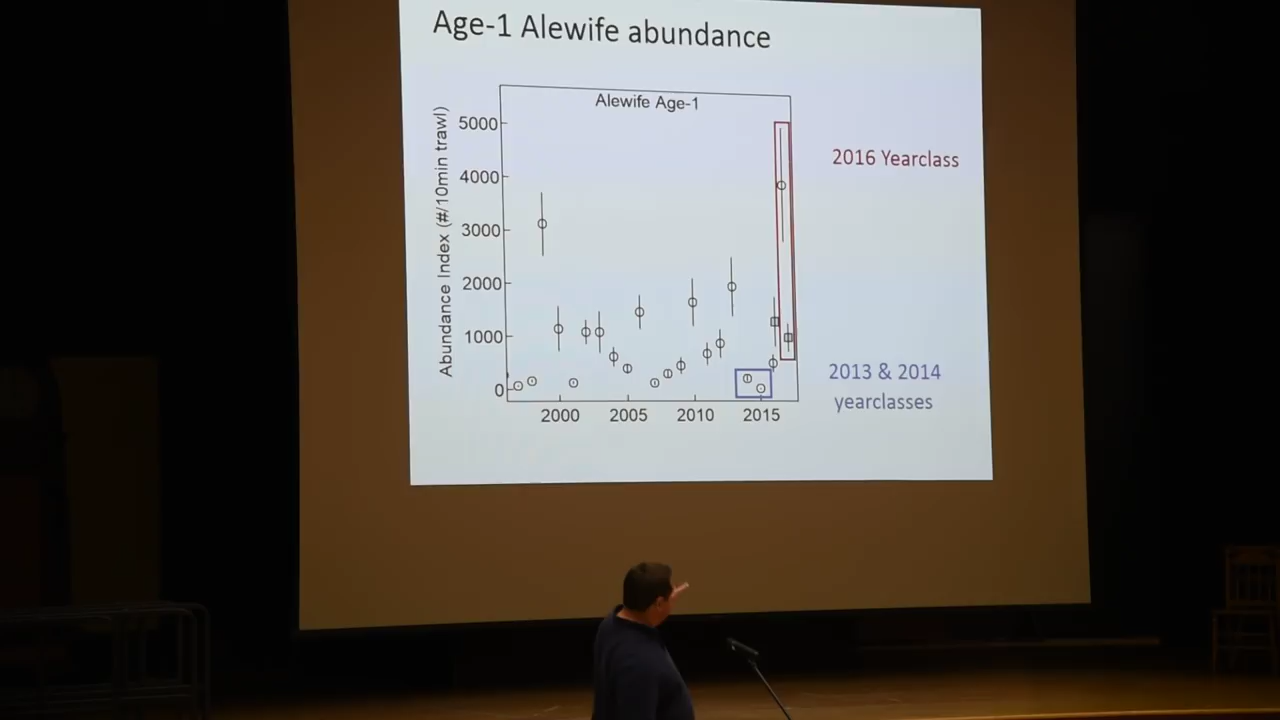 Age-1 Alewife abundance
Alewife Age-1
Abundance Index (#/10min trawl)
5000
4000
3000
2000
1000
0
2000 2005 2010 2015
2016 Yearclass
2013 & 2014
yearclasses